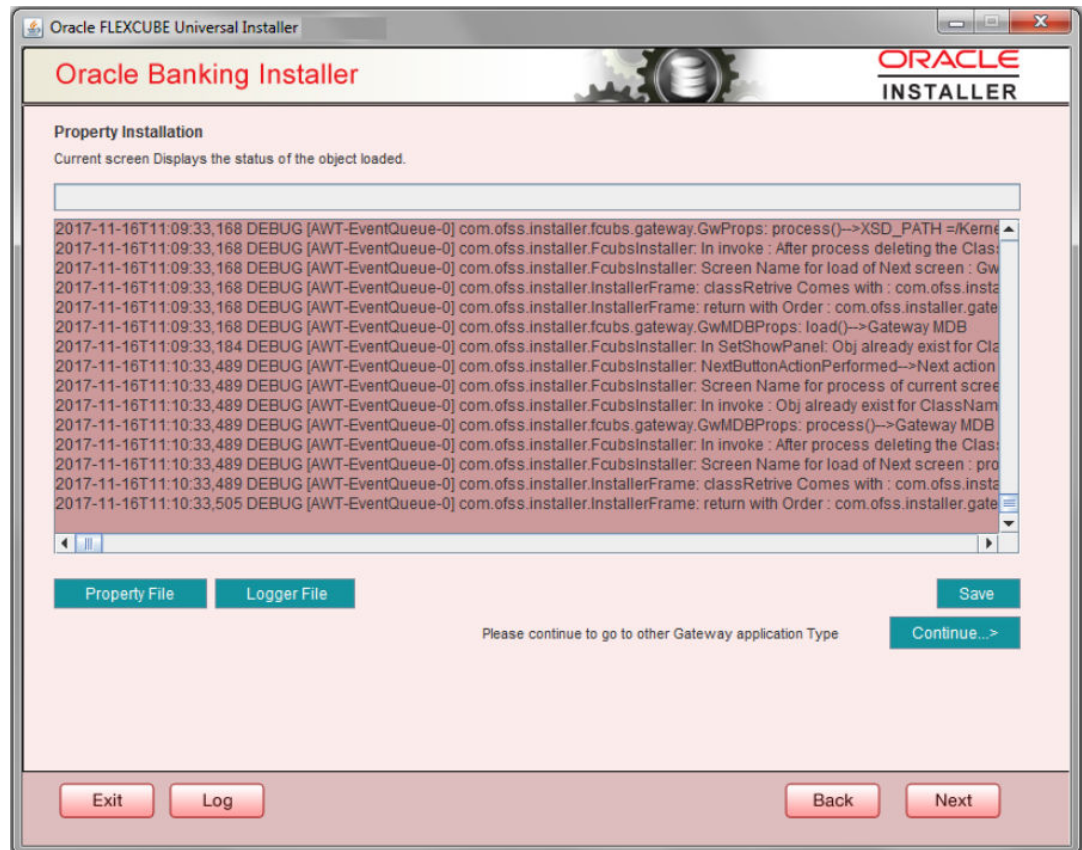 Oracle FLEXCUBE Universal Installer
Oracle Banking Installer
ORACLE
INSTALLER
Property Installation
Current screen Displays the status of the object loaded.
2017-11-16T11:09:33,168 DEBUG [AWT-EventQueue-0] com.ofss.installer.fcubs.gateway.GwProps: process()-->XSD_PATH =/Kerne
2017-11-16T11:09:33,168 DEBUG [AWT-EventQueue-0] com.ofss.installer.FcubsInstaller: In invoke : After process deleting the Clas
2017-11-16T11:09:33,168 DEBUG [AWT-EventQueue-0] com.ofss.installer.FcubsInstaller: Screen Name for load of Next screen : Gw
2017-11-16T11:09:33,168 DEBUG [AWT-EventQueue-0] com.ofss.installer.InstallerFrame: classRetrive Comes with : com.ofss.insta
2017-11-16T11:09:33,168 DEBUG [AWT-EventQueue-0] com.ofss.installer.InstallerFrame: return with Order : com.ofss.installer.gate
2017-11-16T11:09:33,168 DEBUG [AWT-EventQueue-0] com.ofss.installer.fcubs.gateway.GwMDBProps: load()-->Gateway MDB
2017-11-16T11:09:33,184 DEBUG [AWT-EventQueue-0] com.ofss.installer.FcubsInstaller: In SetShowPanel: Obj already exist for Cla
2017-11-16T11:10:33,489 DEBUG [AWT-EventQueue-0] com.ofss.installer.FcubsInstaller: NextButtonActionPerformed-->Next action
2017-11-16T11:10:33,489 DEBUG [AWT-EventQueue-0] com.ofss.installer.FcubsInstaller: Screen Name for process of current scree
2017-11-16T11:10:33,489 DEBUG [AWT-EventQueue-0] com.ofss.installer.FcubsInstaller: In invoke : Obj already exist for ClassNam
2017-11-16T11:10:33,489 DEBUG [AWT-EventQueue-0] com.ofss.installer.fcubs.gateway.GwMDBProps: process()-->Gateway MDB
2017-11-16T11:10:33,489 DEBUG [AWT-EventQueue-0] com.ofss.installer.FcubsInstaller: In invoke : After process deleting the Clas
2017-11-16T11:10:33,489 DEBUG [AWT-EventQueue-0] com.ofss.installer.FcubsInstaller: Screen Name for load of Next screen : pro
2017-11-16T11:10:33,489 DEBUG [AWT-EventQueue-0] com.ofss.installer.InstallerFrame: classRetrive Comes with : com.ofss.insta
2017-11-16T11:10:33,505 DEBUG [AWT-EventQueue-0] com.ofss.installer.InstallerFrame: return with Order : com.ofss.installer.gate
Property File Logger File Save
Please continue to go to other Gateway application Type Continue...>
Exit Log Back Next